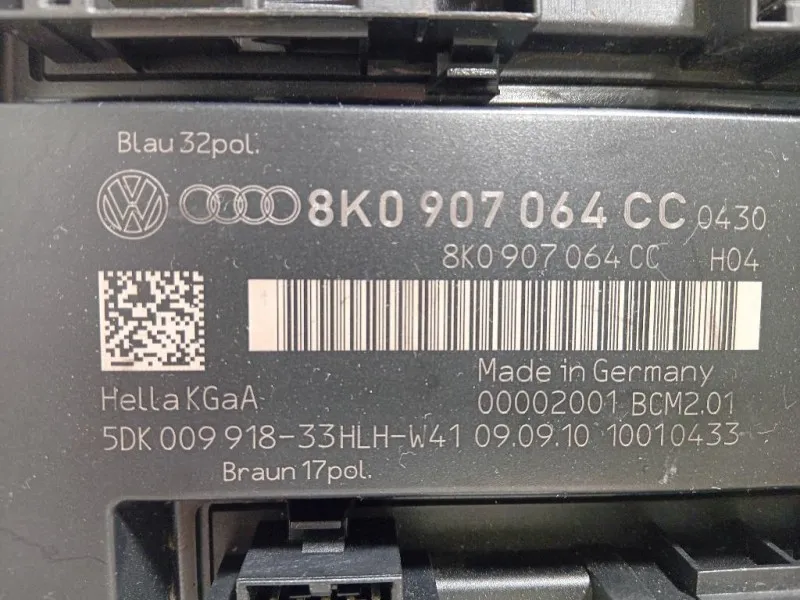 Blau 32pol.
8K0 907 064 CC 0430
8K0 907 064 CC H04
Made in Germany
Hella KGaA 00002001 BCM2.01
5DK 009 918-33HLH-W41 09.09.10 10010433
Braun 17pol.